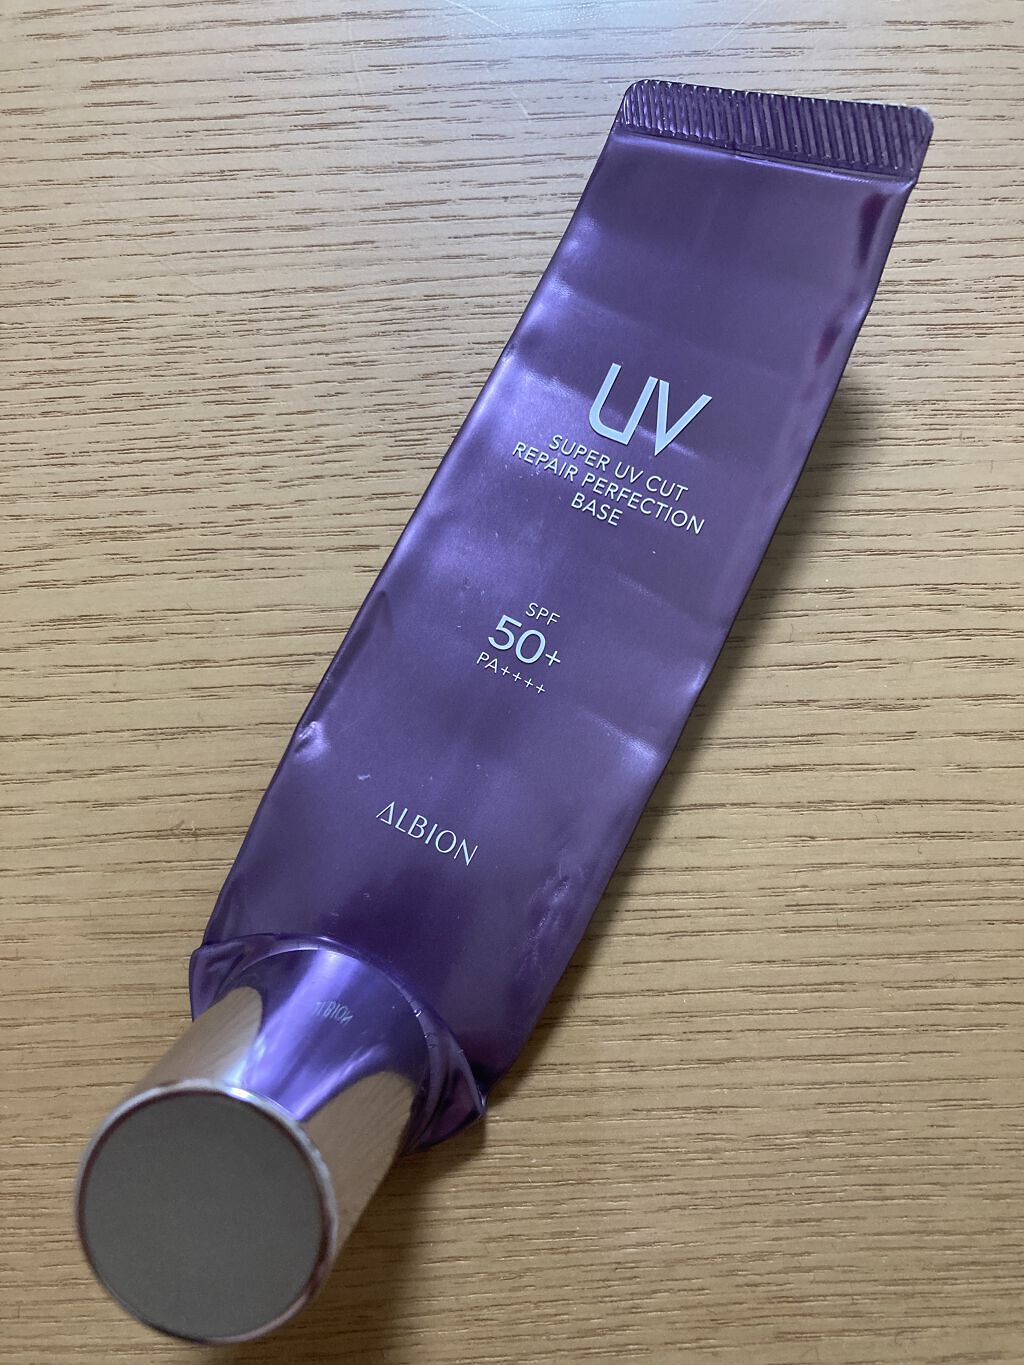 UV
SUPER UV CUT
REPAIR PERFECTION
BASE
SPF
50+
PA++++
ALBION